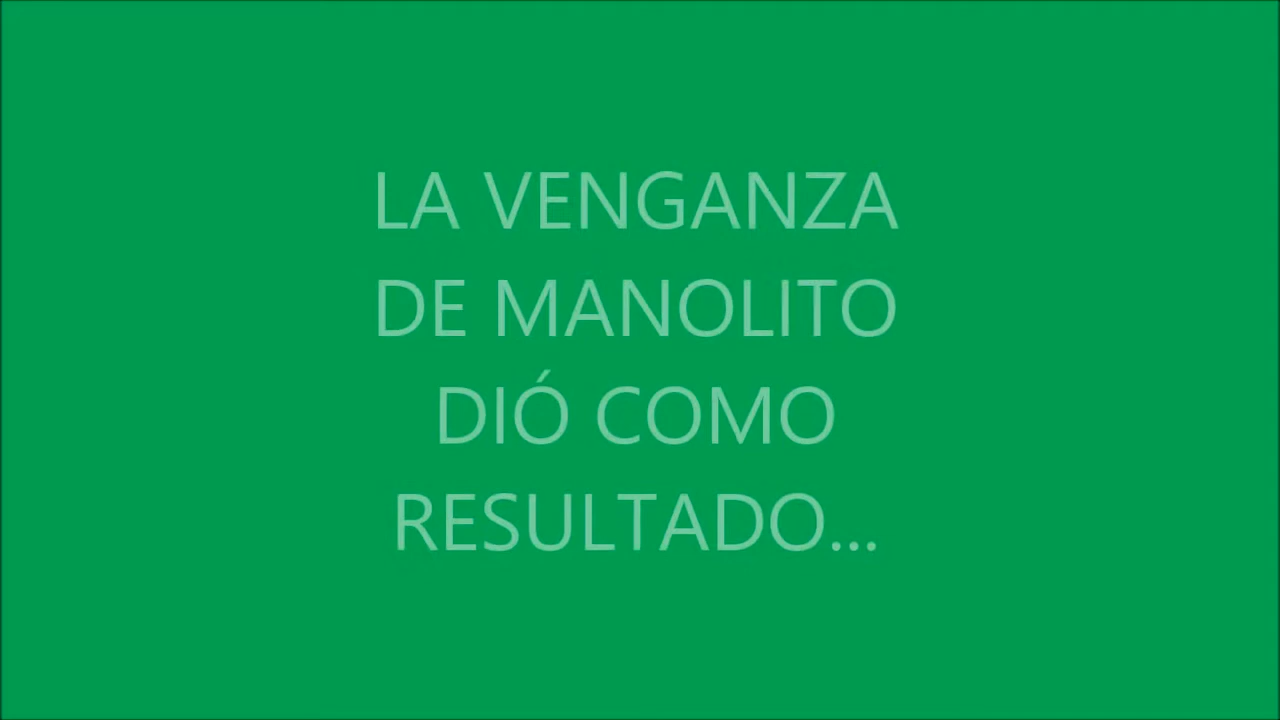 LA VENGANZA
DE MANOLITO
DIÓ COMO
RESULTADO...